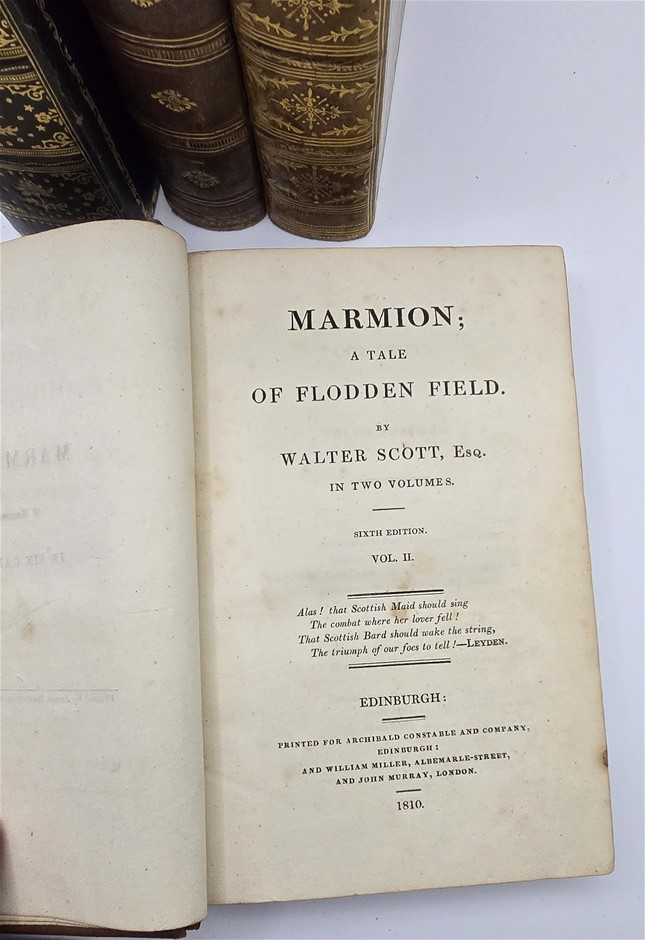 MARMION;
A TALE
OF FLODDEN FIELD.
BY
WALTER SCOTT, Esq.
IN TWO VOLUMES.
SIXTH EDITION.
VOL. II.
Alas! that Scottish Maid should sing
The combat where her lover fell!
That Scottish Bard should wake the string,
The triumph of our foes to tell!—LEYDEN.
EDINBURGH:
PRINTED FOR ARCHIBALD CONSTABLE AND COMPANY,
EDINBURGH:
AND WILLIAM MILLER, ALBEMARLE-STREET,
AND JOHN MURRAY, LONDON.
1810.